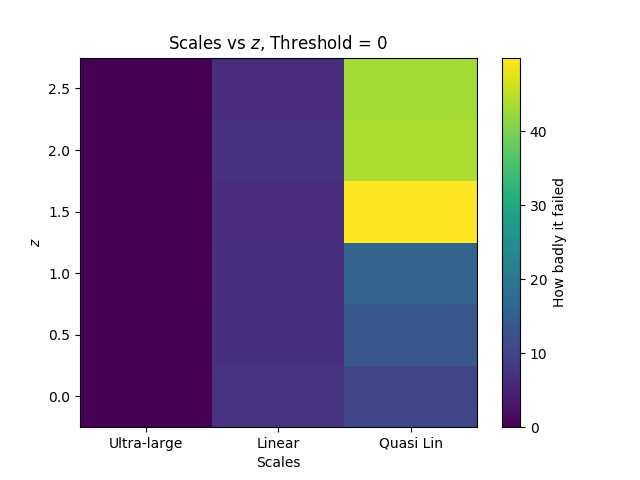 Scales vs z, Threshold = 0
2.5
2.0
1.5
1.0
0.5
0.0
z
Ultra-large
Linear
Quasi Lin
Scales
40
30
20
10
0
How badly it failed